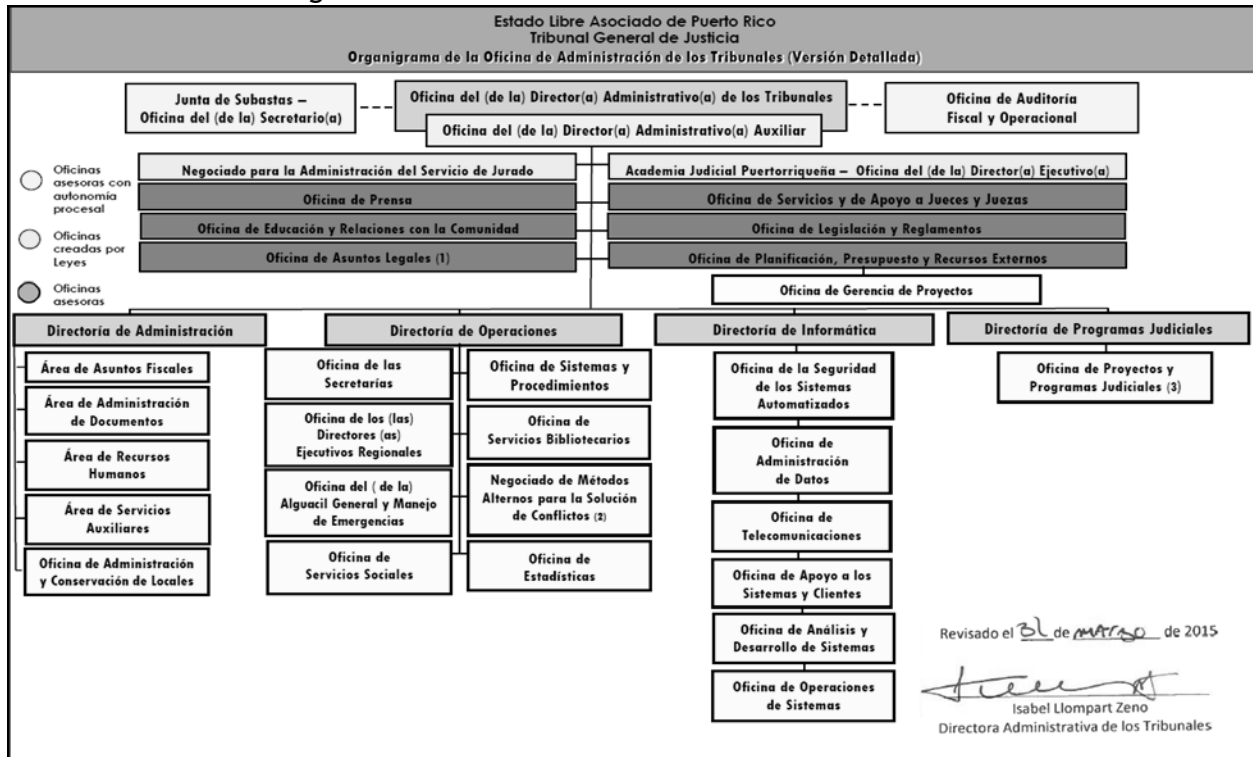 Estado Libre Asociado de Puerto Rico
Tribunal General de Justicia
Organigrama de la Oficina de Administración de los Tribunales (Versión Detallada)
Junta de Subastas –
Oficina del (de la) Secretario(a)
Oficina del (de la) Director(a) Administrativo(a) de los Tribunales
Oficina de Auditoría
Fiscal y Operacional
Oficina del (de la) Director(a) Administrativo(a) Auxiliar
Oficinas
asesoras con
autonomía
procesal
Oficinas
creadas por
Leyes
Oficinas
asesoras
Negociado para la Administración del Servicio de Jurado
Academia Judicial Puertorriqueña – Oficina del (de la) Director(a) Ejecutivo(a)
Oficina de Prensa
Oficina de Servicios y de Apoyo a Jueces y Juezas
Oficina de Educación y Relaciones con la Comunidad
Oficina de Legislación y Reglamentos
Oficina de Asuntos Legales (1)
Oficina de Planificación, Presupuesto y Recursos Externos
Oficina de Gerencia de Proyectos
Directoría de Administración
Área de Asuntos Fiscales
Área de Administración
de Documentos
Área de Recursos
Humanos
Área de Servicios
Auxiliares
Oficina de Administración
y Conservación de Locales
Directoría de Operaciones
Oficina de las
Secretarías
Oficina de los (las)
Directores (as)
Ejecutivos Regionales
Oficina del ( de la)
Alguacil General y Manejo
de Emergencias
Oficina de
Servicios Sociales
Oficina de Sistemas y
Procedimientos
Oficina de
Servicios Bibliotecarios
Negociado de Métodos
Alternos para la Solución
de Conflictos (2)
Oficina de
Estadísticas
Directoría de Informática
Oficina de la Seguridad
de los Sistemas
Automatizados
Oficina de
Administración
de Datos
Oficina de
Telecomunicaciones
Oficina de Apoyo a los
Sistemas y Clientes
Oficina de Análisis y
Desarrollo de Sistemas
Oficina de Operaciones
de Sistemas
Directoría de Programas Judiciales
Oficina de Proyectos y
Programas Judiciales (3)
Revisado el de marzo de 2015
Isabel Llompart Zeno
Directora Administrativa de los Tribunales